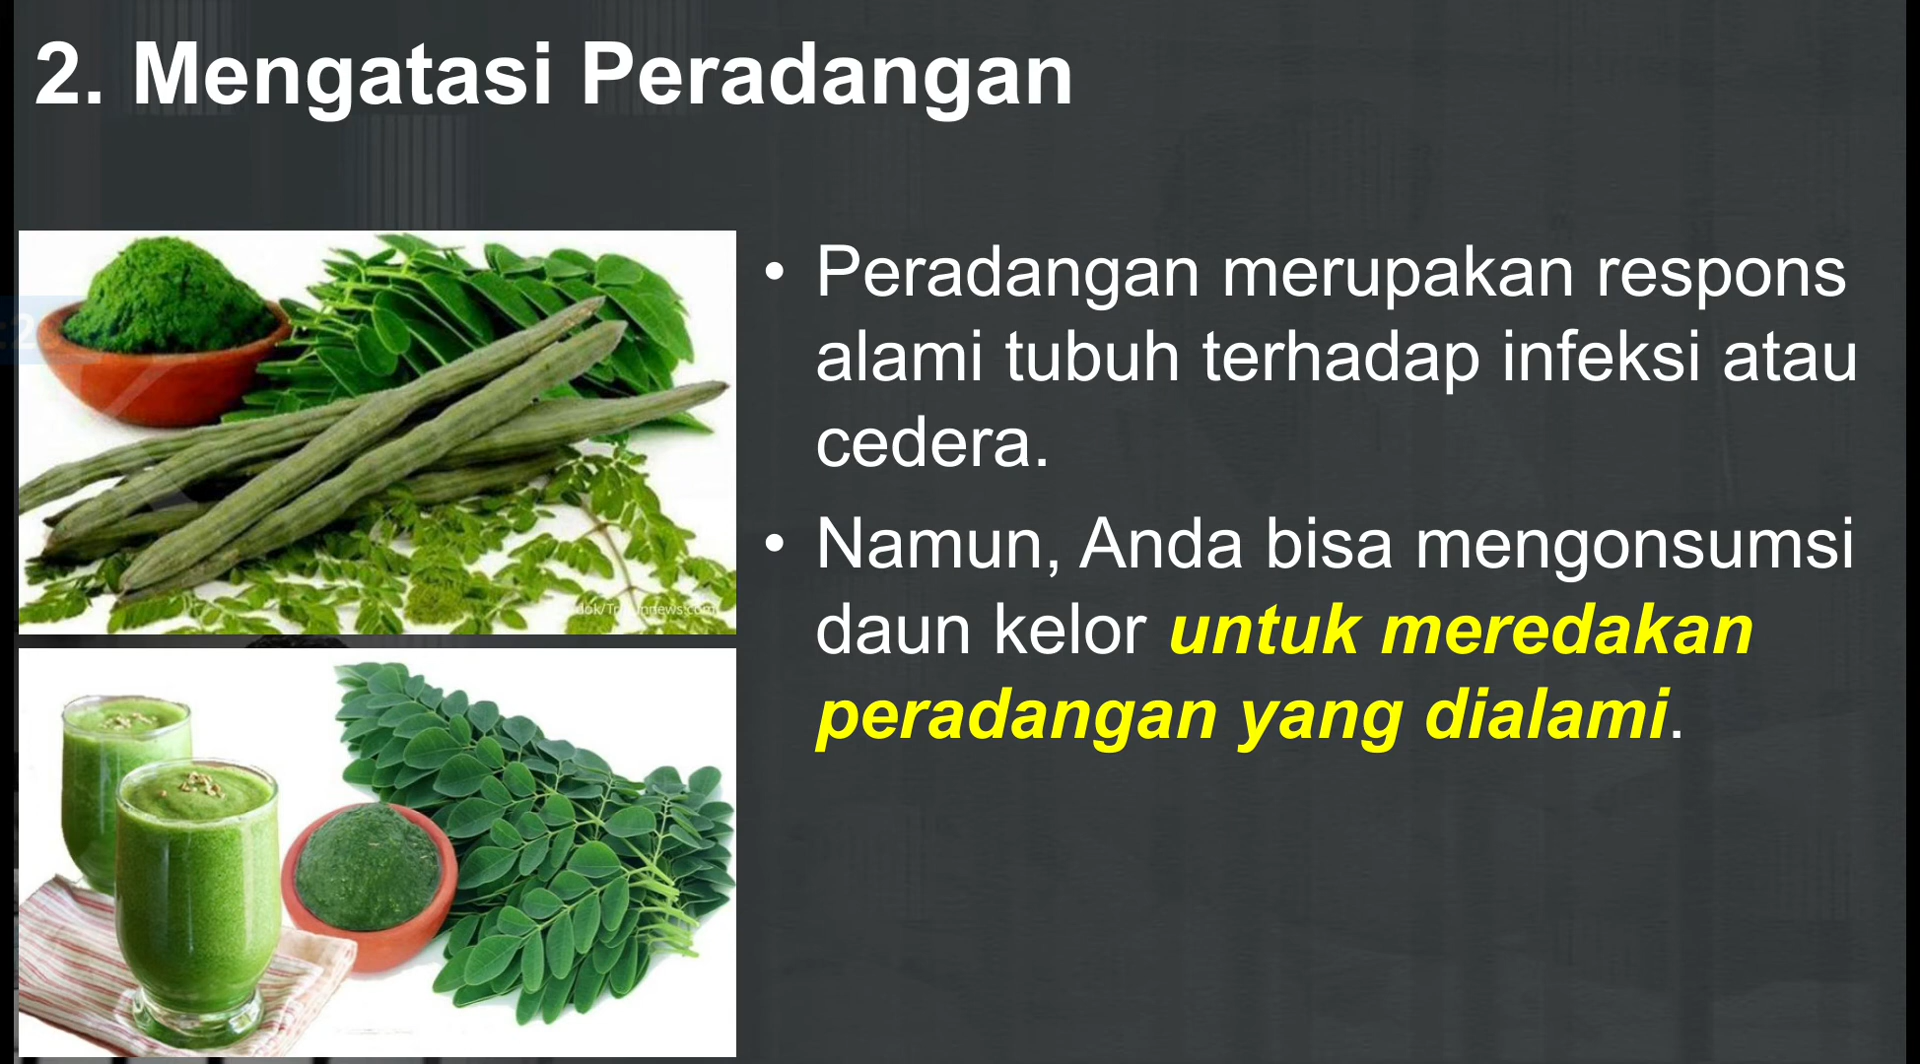 2. Mengatasi Peradangan
• Peradangan merupakan respons
alami tubuh terhadap infeksi atau
cedera.
• Namun, Anda bisa mengonsumsi
daun kelor untuk meredakan
peradangan yang dialami.